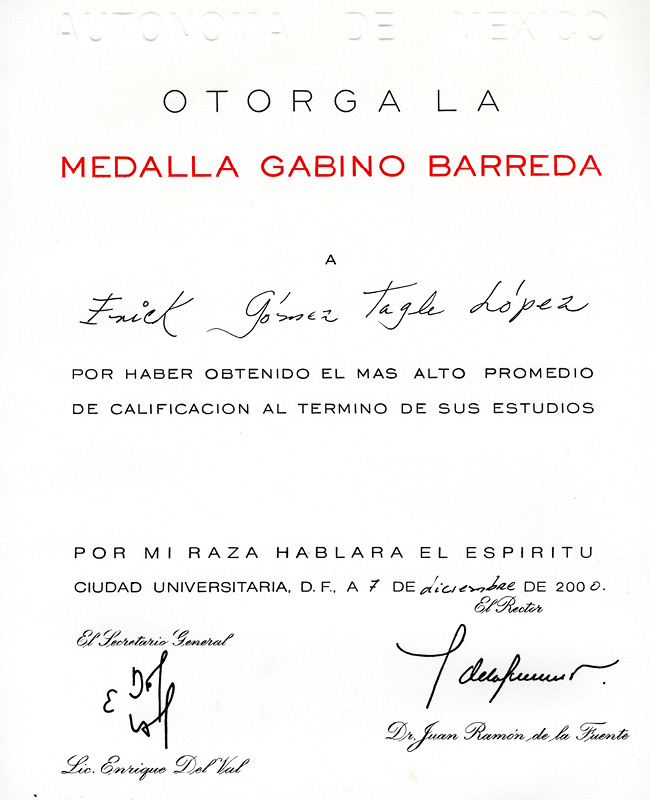 AUTONOMA DE MEXICO
OTORGA LA
MEDALLA GABINO BARREDA
A
Erick Gómez Tagle López
POR HABER OBTENIDO EL MAS ALTO PROMEDIO
DE CALIFICACION AL TERMINO DE SUS ESTUDIOS
POR MI RAZA HABLARA EL ESPIRITU
CIUDAD UNIVERSITARIA, D.F., A 7 DE diciembre DE 2000.
El Rector
El Secretario General
Dr. Juan Ramón de la Fuente
Lic. Enrique Del Val